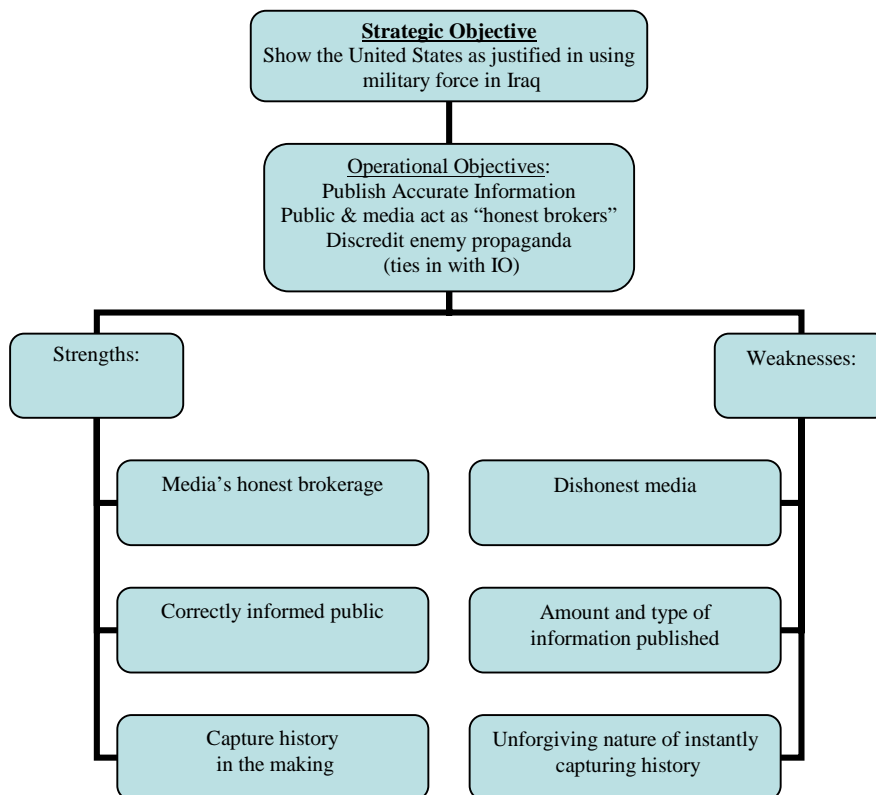 Strategic Objective
Show the United States as justified in using
military force in Iraq
Operational Objectives:
Publish Accurate Information
Public & media act as “honest brokers”
Discredit enemy propaganda
(ties in with IO)
Strengths:
Weaknesses:
Media’s honest brokerage
Dishonest media
Correctly informed public
Amount and type of
information published
Capture history
in the making
Unforgiving nature of instantly
capturing history